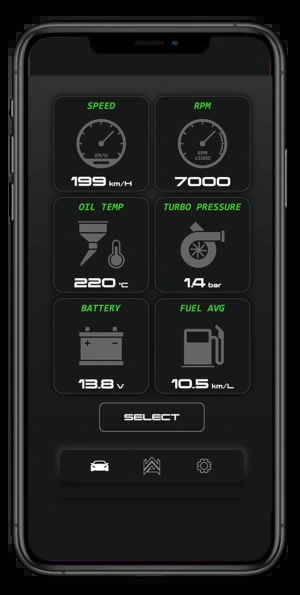 SPEED
KM/H
199 km/H
RPM
RPM
x1000
7000
OIL TEMP
220 °C
TURBO PRESSURE
1.4 bar
BATTERY
13.8 V
FUEL AVG
10.5 km/L
SELECT